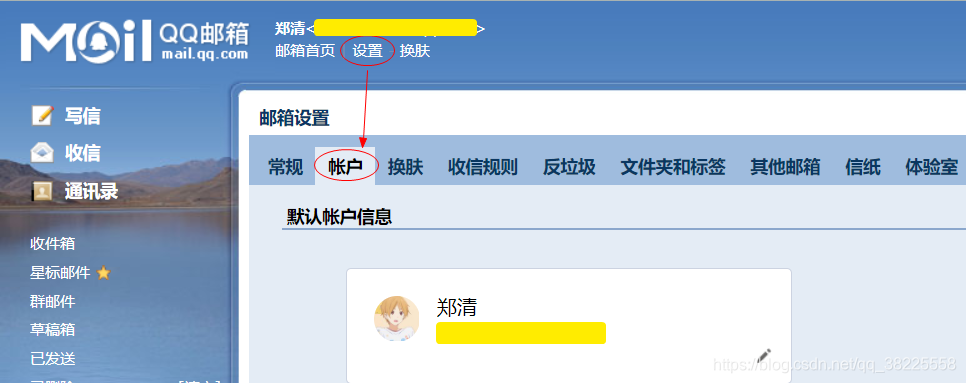 Mail QQ邮箱
mail.qq.com
郑清< >
邮箱首页 设置 换肤
写信
收信
通讯录
收件箱
星标邮件
群邮件
草稿箱
已发送
邮箱设置
常规 帐户 换肤 收信规则 反垃圾 文件夹和标签 其他邮箱 信纸 体验室
默认帐户信息
郑清
https://blog.csdn.net/qq_38225558